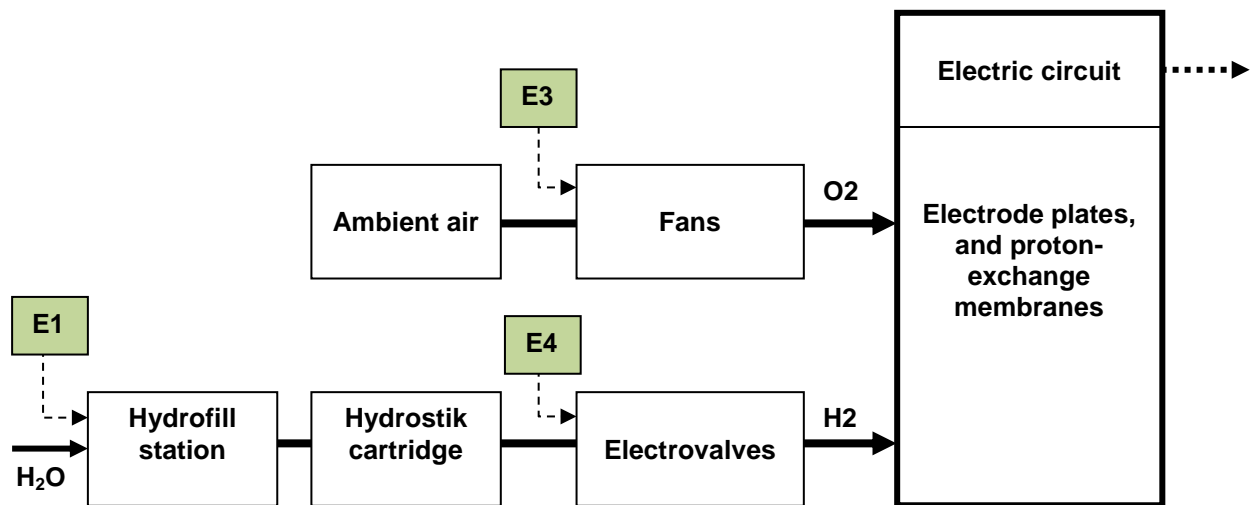 Electric circuit
E3
Ambient air
Fans
O2
Electrode plates,
and proton-
exchange
membranes
E1
E4
Hydrofill
station
Hydrostik
cartridge
Electrovalves
H2
H₂O